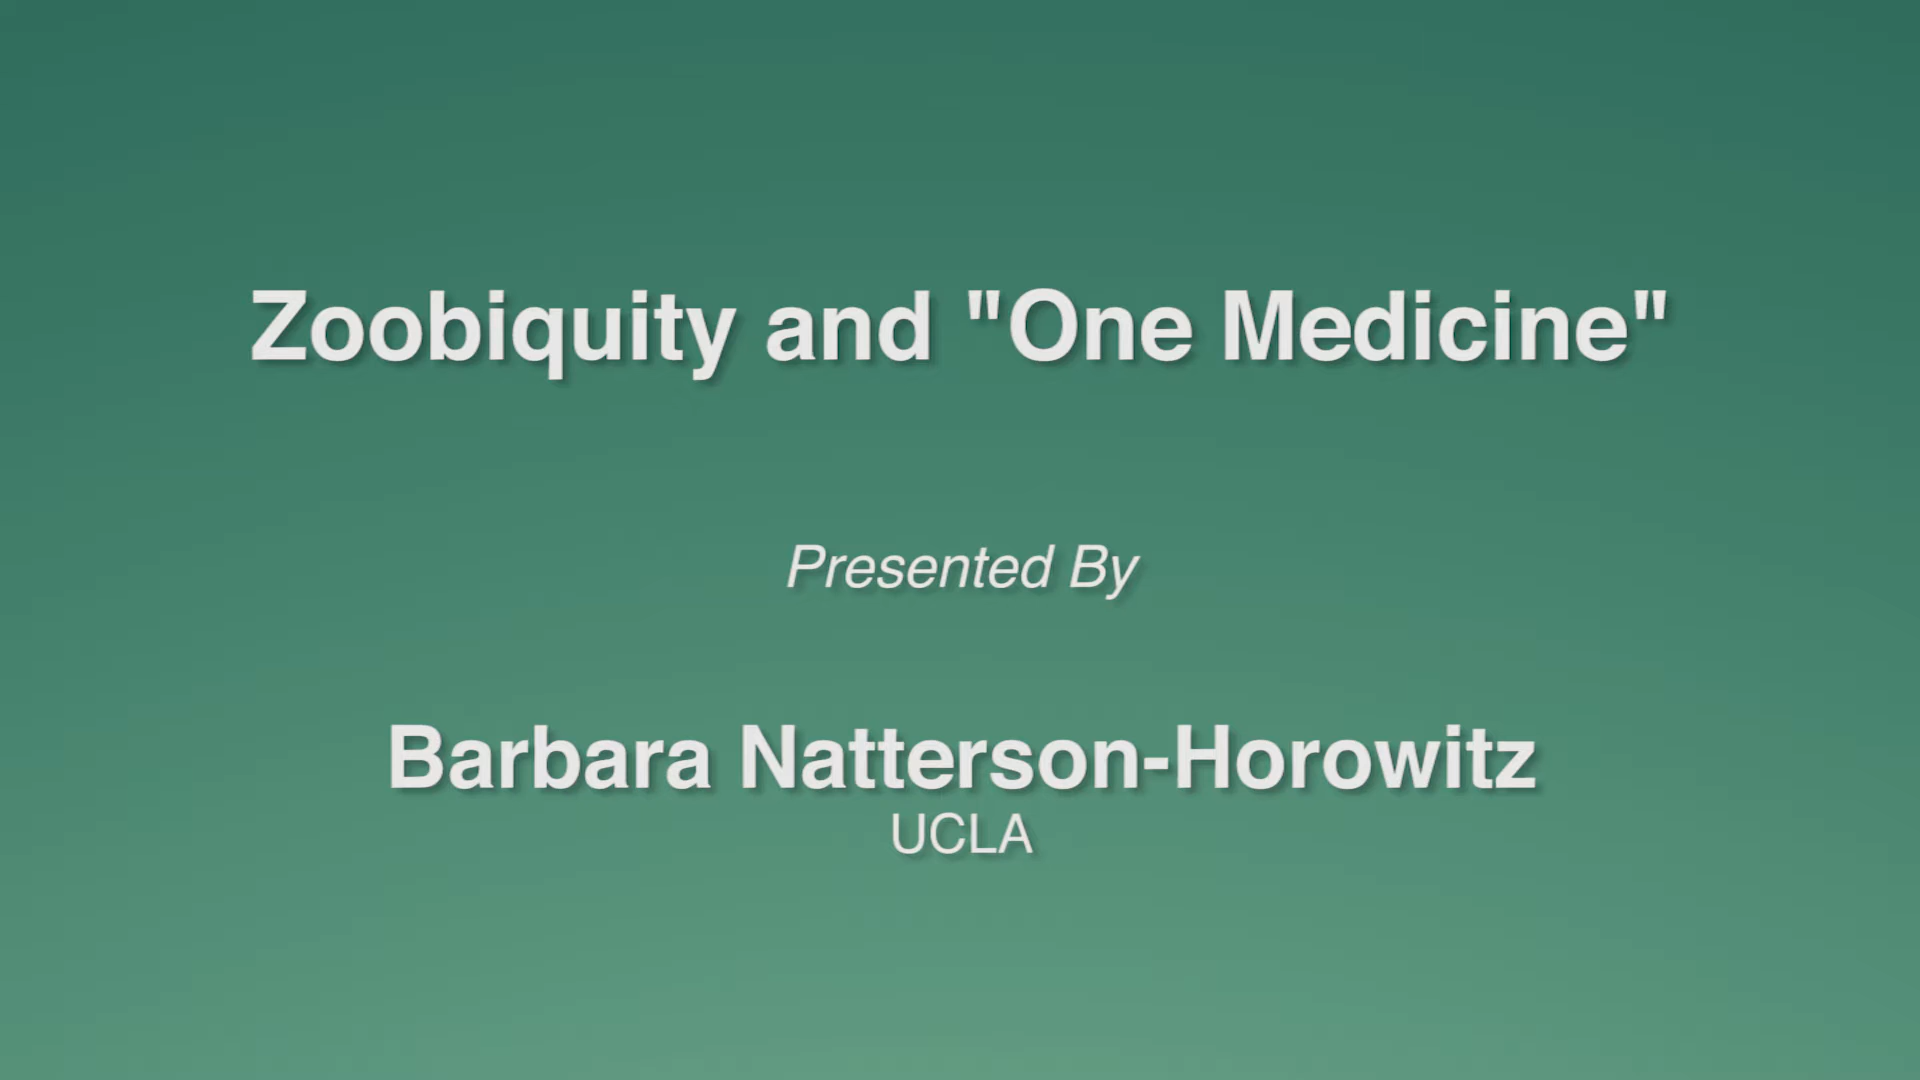 Zoobiquity and "One Medicine"
Presented By
Barbara Natterson-Horowitz
UCLA